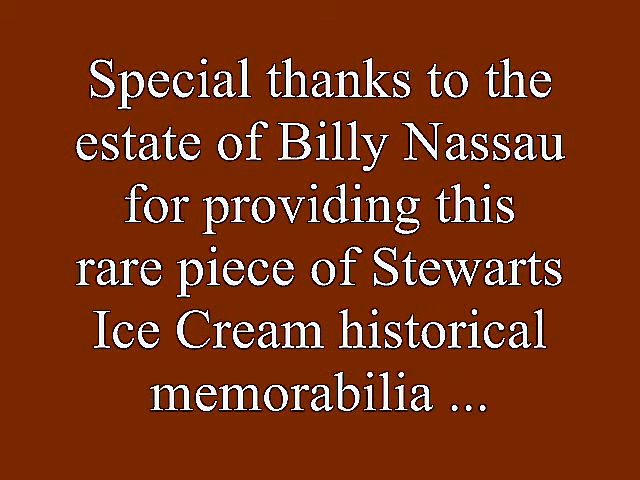 Special thanks to the
estate of Billy Nassau
for providing this
rare piece of Stewarts
Ice Cream historical
memorabilia ...